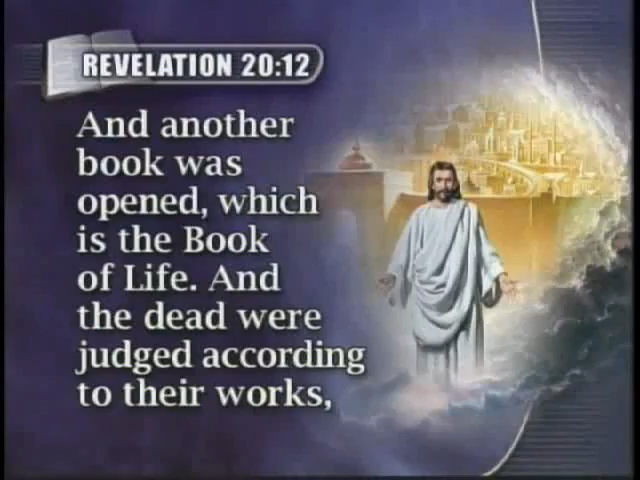 REVELATION 20:12
And another
book was
opened, which
is the Book
of Life. And
the dead were
judged according
to their works,